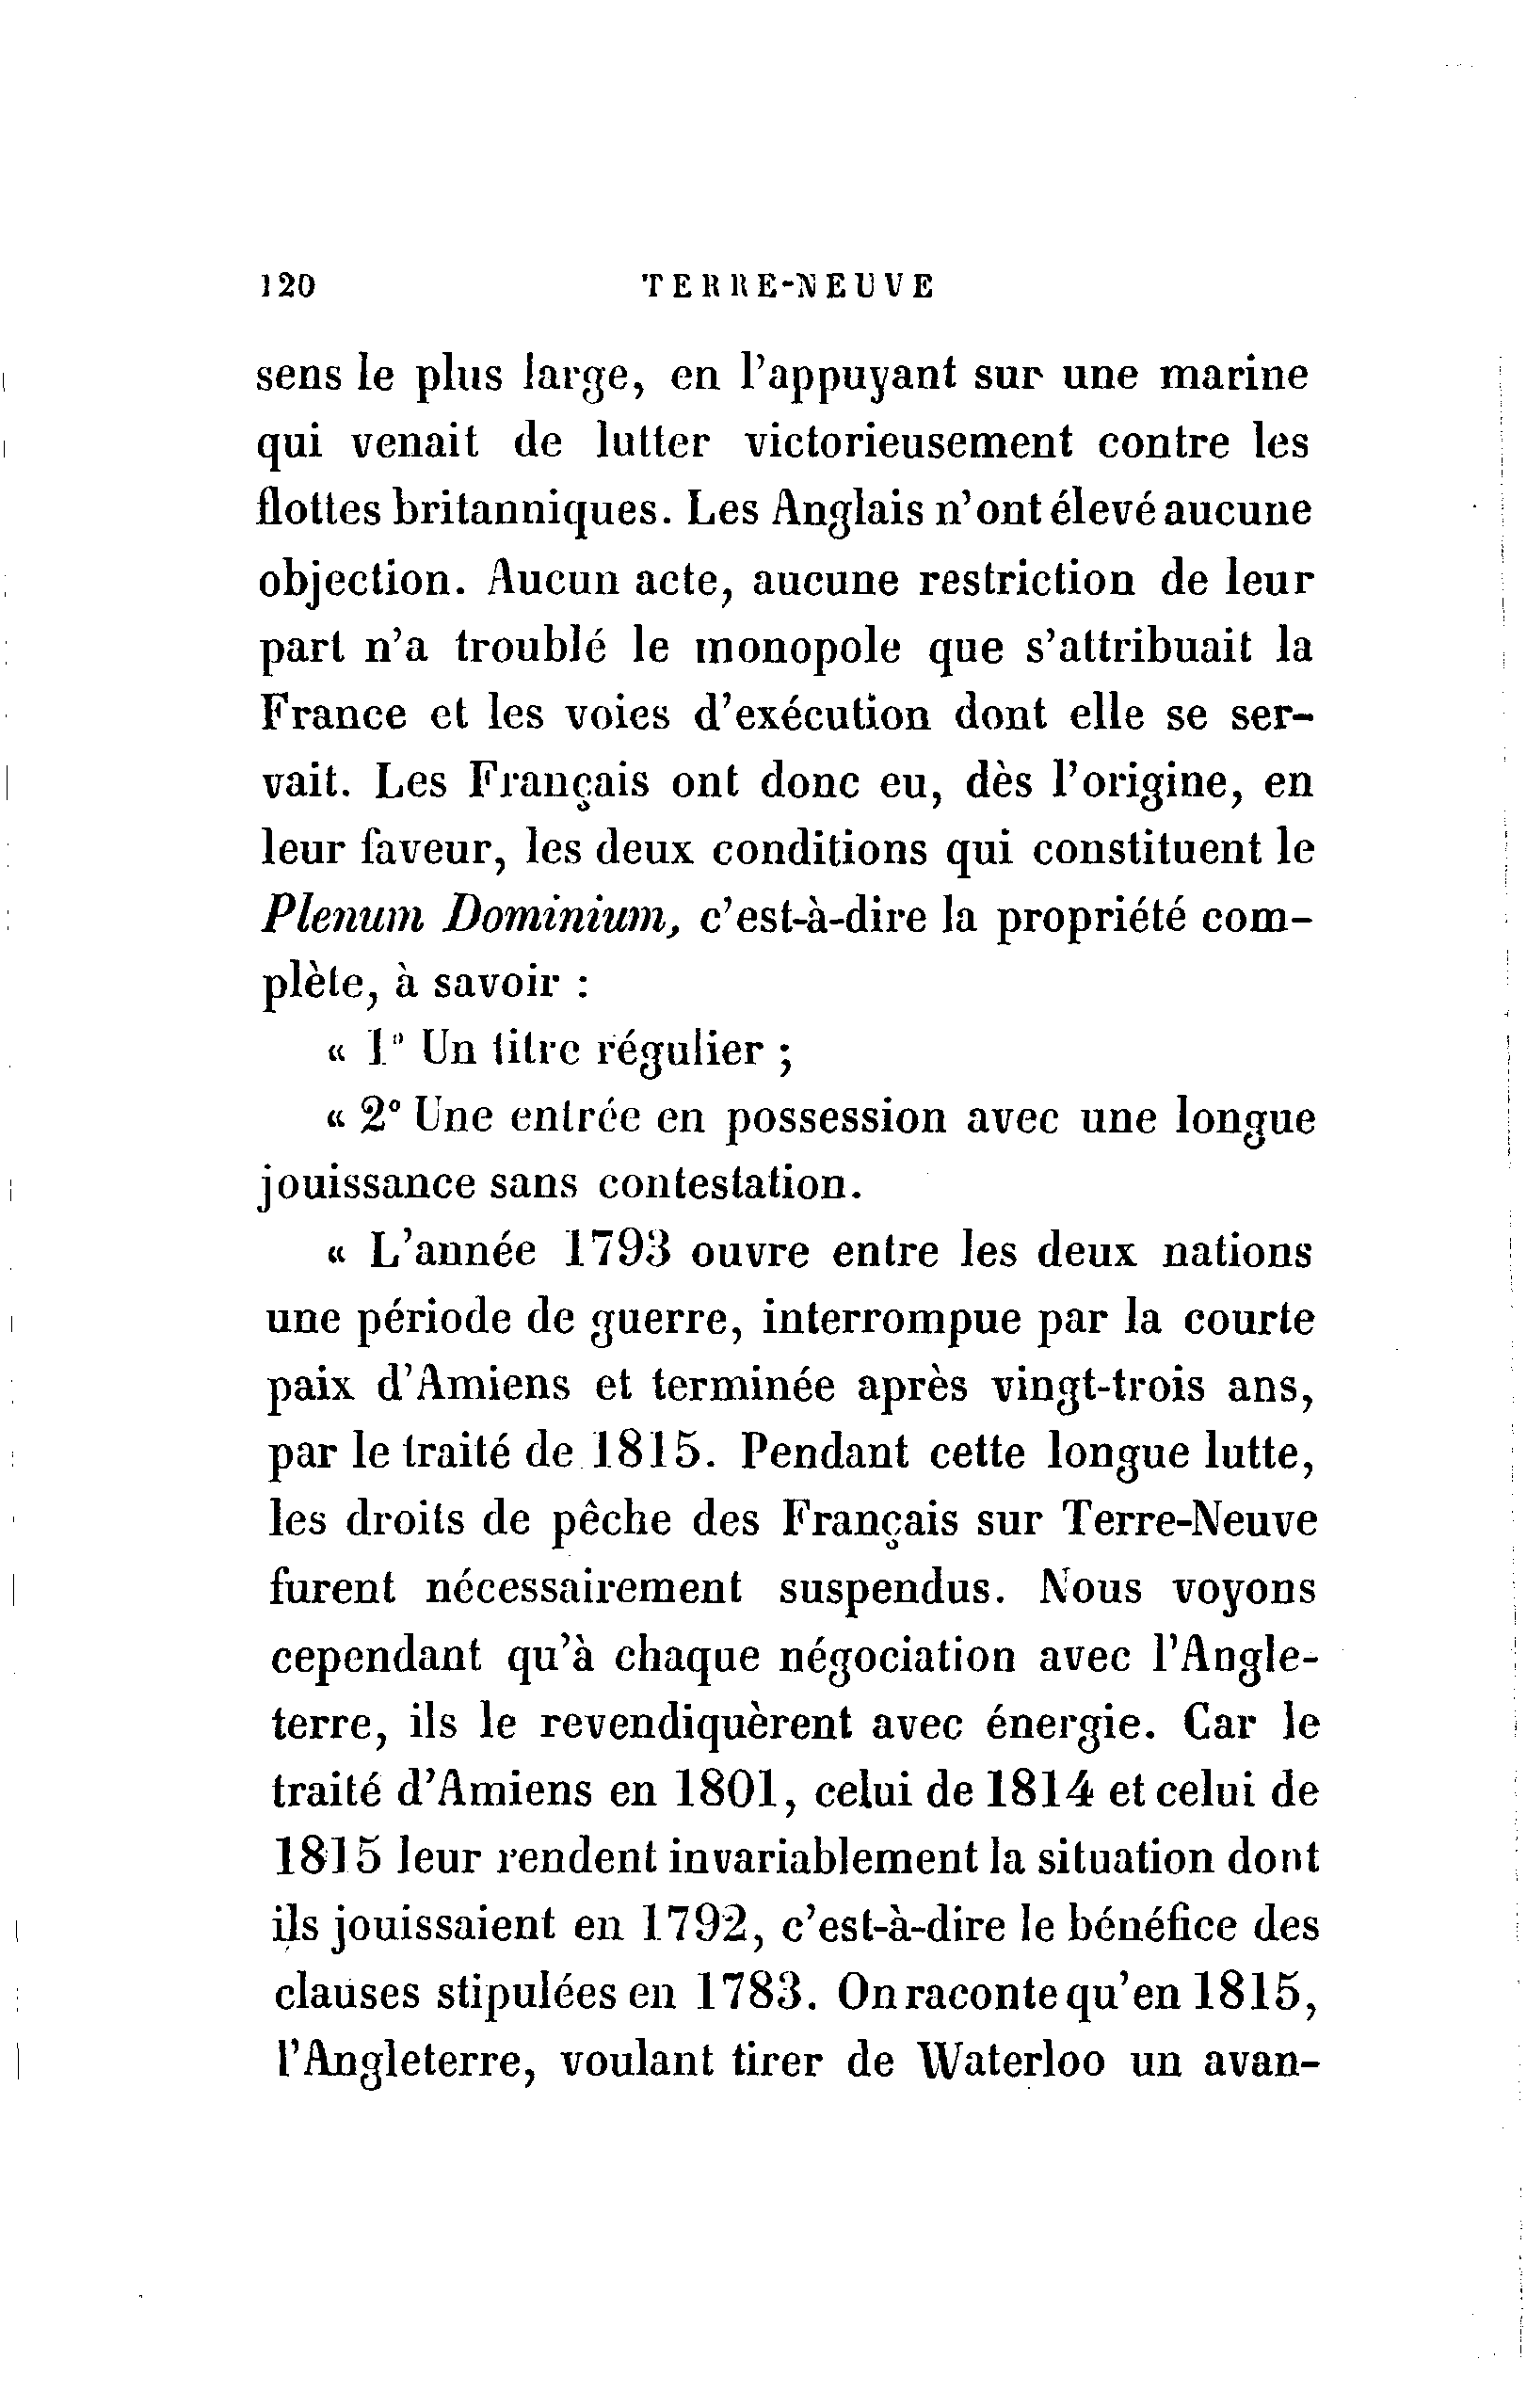 120 TERRE-NEUVE
sens le plus large, en l'appuyant sur une marine
qui venait de lutter victorieusement contre les
flottes britanniques. Les Anglais n'ont élevé aucune
objection. Aucun acte, aucune restriction de leur
part n'a troublé le monopole que s'attribuait la
France et les voies d'exécution dont elle se ser-
vait. Les Français ont donc eu, dès l'origine, en
leur faveur, les deux conditions qui constituent le
Plenum Dominium, c'est-à-dire la propriété com-
plète, à savoir :
« 1° Un titre régulier ;
« 2° Une entrée en possession avec une longue
jouissance sans contestation.
« L'année 1793 ouvre entre les deux nations
une période de guerre, interrompue par la courte
paix d'Amiens et terminée après vingt-trois ans,
par le traité de 1815. Pendant cette longue lutte,
les droits de pêche des Français sur Terre-Neuve
furent nécessairement suspendus. Nous voyons
cependant qu'à chaque négociation avec l'Angle-
terre, ils le revendiquèrent avec énergie. Car le
traité d'Amiens en 1801, celui de 1814 et celui de
1815 leur rendent invariablement la situation dont
ils jouissaient en 1792, c'est-à-dire le bénéfice des
clauses stipulées en 1783. On raconte qu'en 1815,
l'Angleterre, voulant tirer de Waterloo un avan-